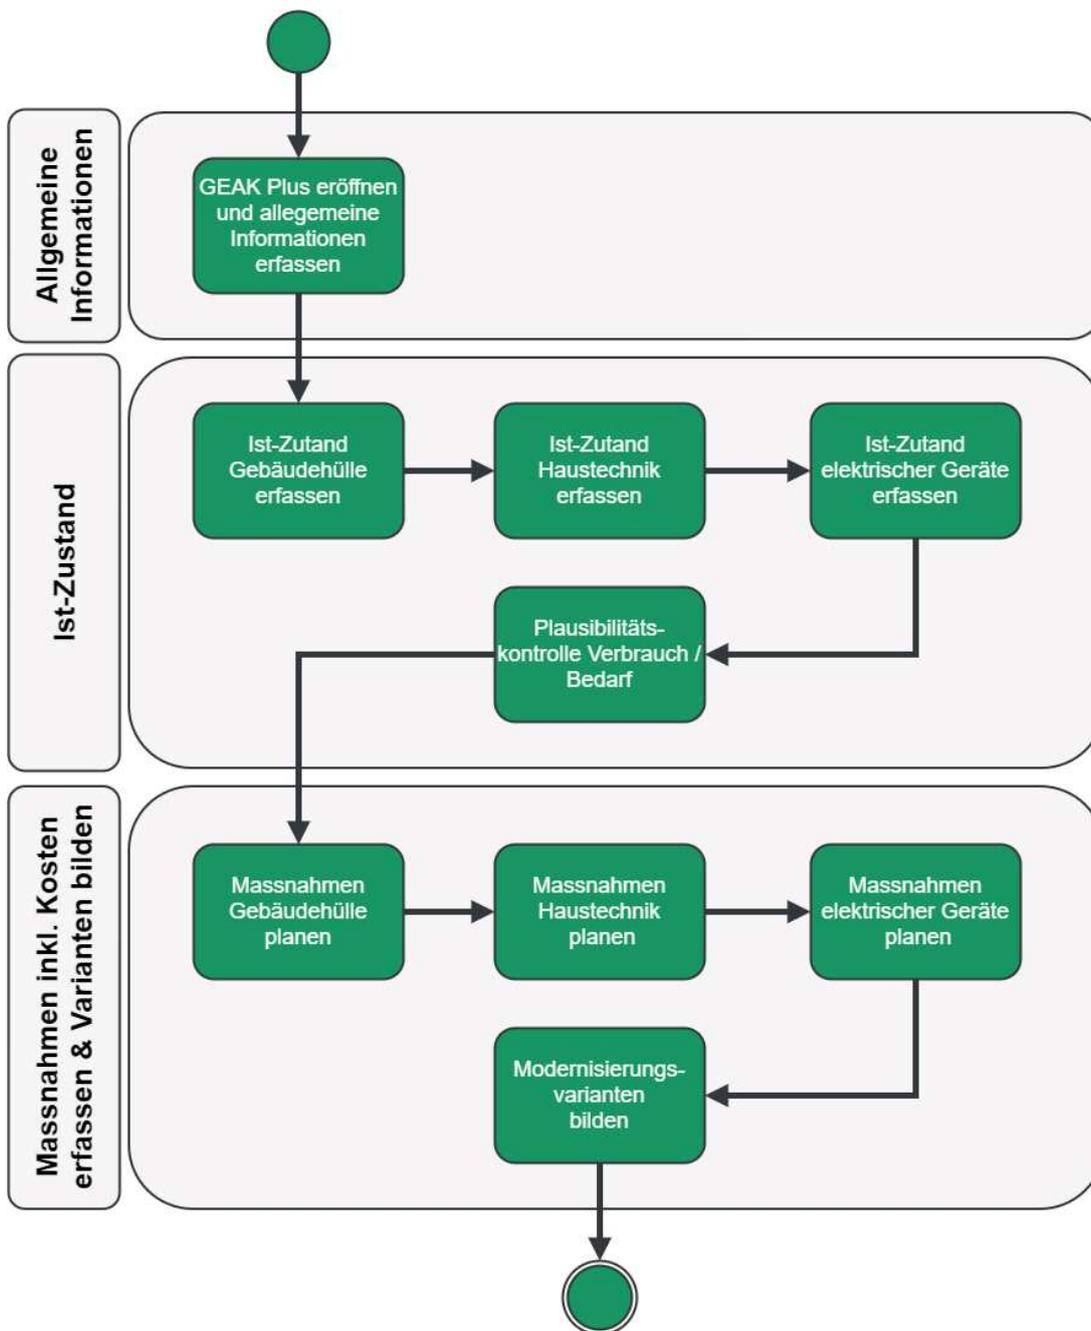 Allgemeine
Informationen
GEAK Plus eröffnen
und allegemeine
Informationen
erfassen
Ist-Zustand
Ist-Zutand
Gebäudehülle
erfassen
Ist-Zutand
Haustechnik
erfassen
Ist-Zutand
elektrischer Geräte
erfassen
Plausibilitäts-
kontrolle Verbrauch /
Bedarf
Massnahmen inkl. Kosten
erfassen & Varianten bilden
Massnahmen
Gebäudehülle
planen
Massnahmen
Haustechnik
planen
Massnahmen
elektrischer Geräte
planen
Modernisierungs-
varianten
bilden